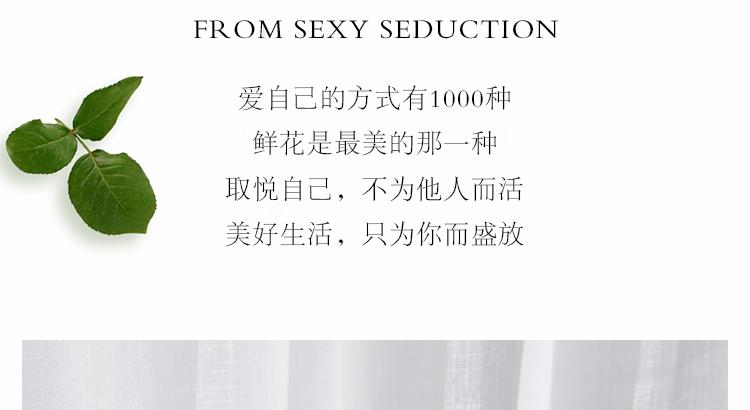 FROM SEXY SEDUCTION
爱自己的方式有1000种
鲜花是最美的那一种
取悦自己，不为他人而活
美好生活，只为你而盛放